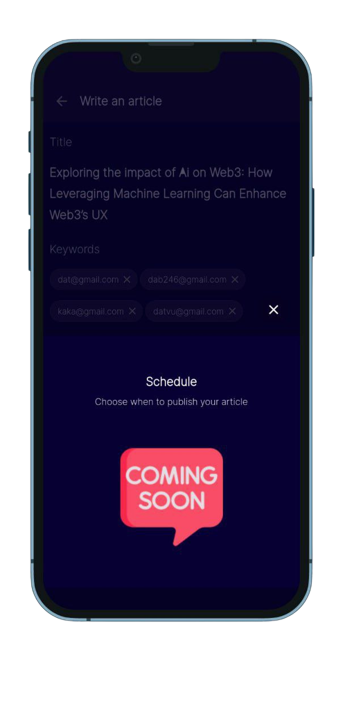 Write an article
Title
Exploring the impact of Ai on Web3: How
Leveraging Machine Learning Can Enhance
Web3's UX
Keywords
dat@gmail.com
dab246@gmail.com
kaka@gmail.com
datvu@gmail.com
Schedule
Choose when to publish your article
COMING
SOON